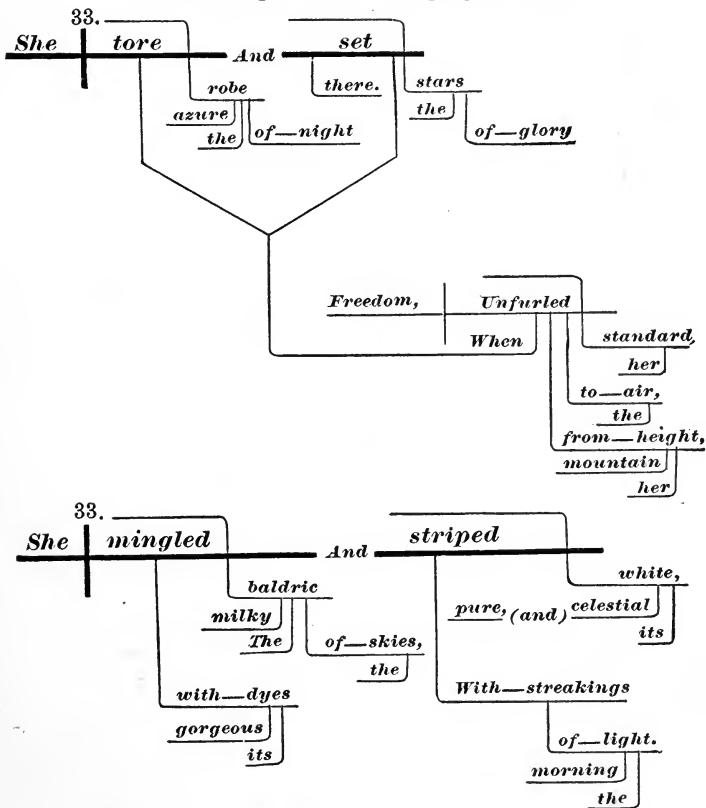 33.
She tore And set
robe there. stars
azure the
the of—night of—glory
Freedom, Unfurled
When standard,
her
to—air,
the
from—height,
mountain
her
33.
She mingled And striped
baldric white,
milky pure, (and) celestial
The of—skies, its
the
with—dyes With—streakings
gorgeous
its of—light.
morning
the